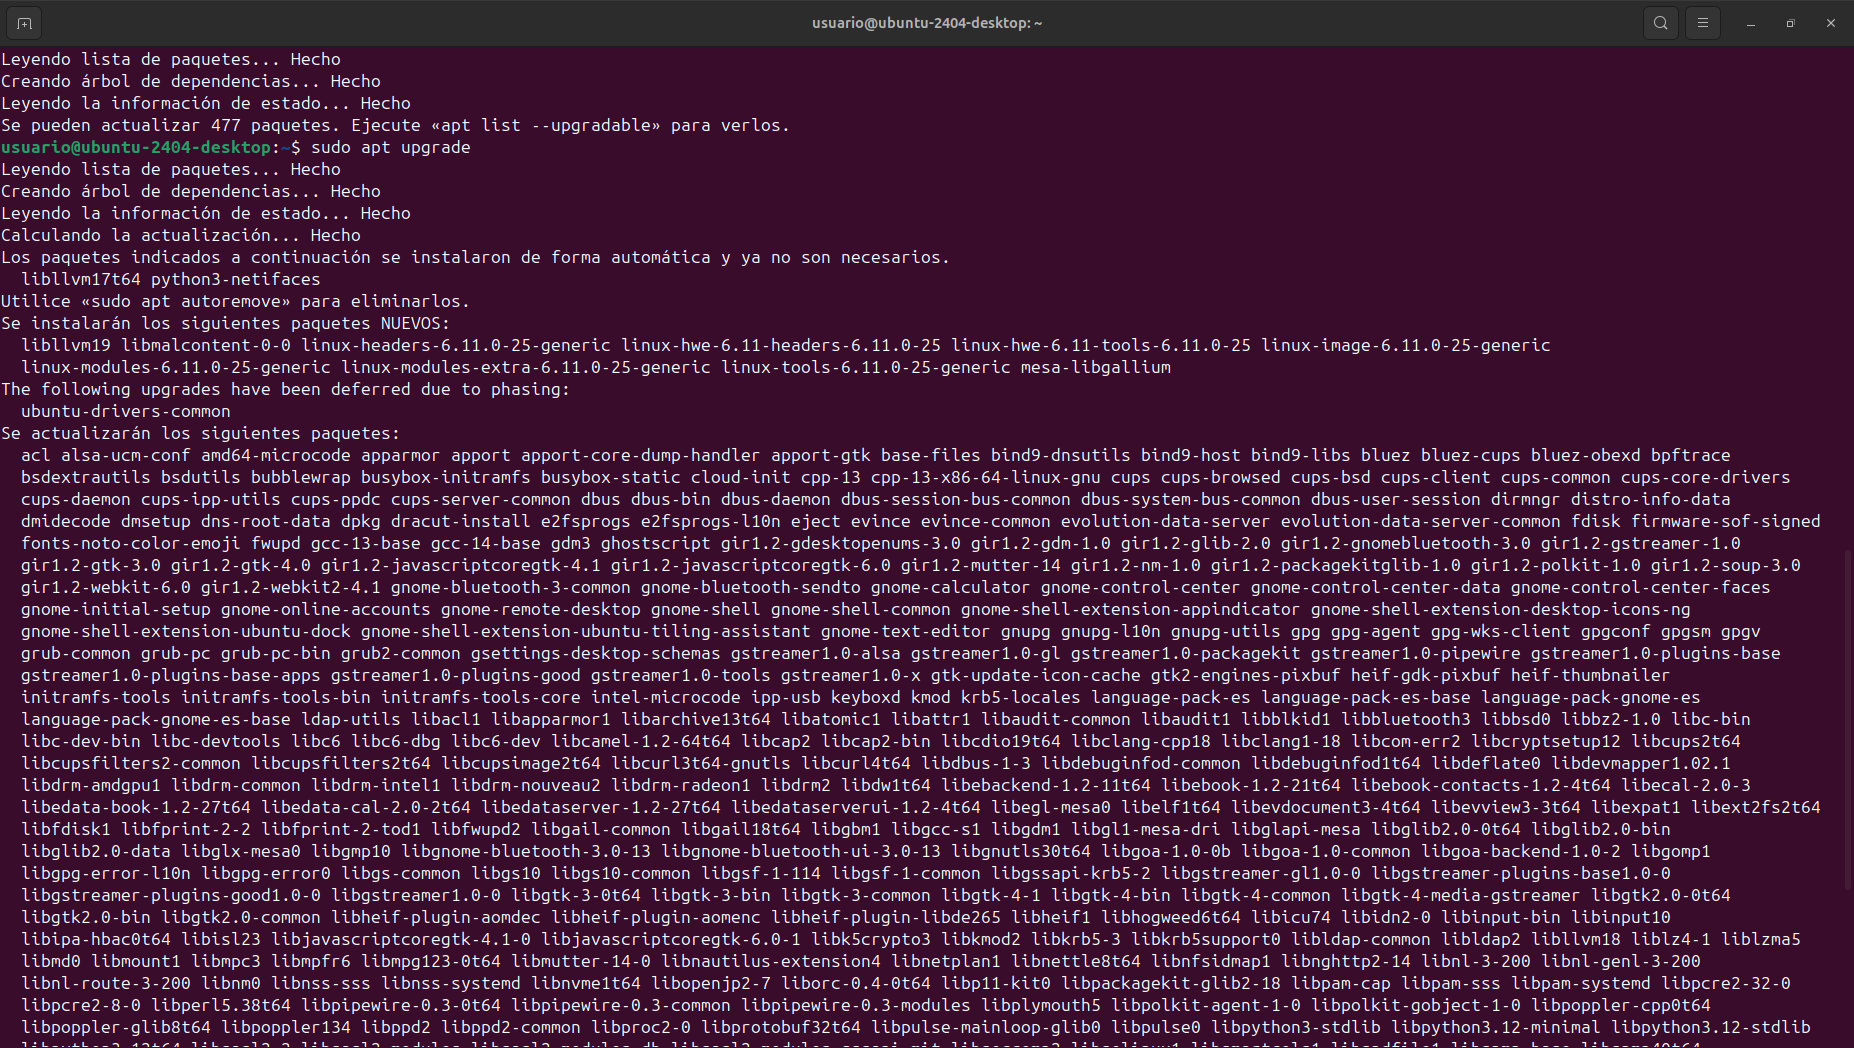 usuario@ubuntu-2404-desktop: ~
Leyendo lista de paquetes... Hecho
Creando árbol de dependencias... Hecho
Leyendo la información de estado... Hecho
Se pueden actualizar 477 paquetes. Ejecute «apt list --upgradable» para verlos.
usuario@ubuntu-2404-desktop:~$ sudo apt upgrade
Leyendo lista de paquetes... Hecho
Creando árbol de dependencias... Hecho
Leyendo la información de estado... Hecho
Calculando la actualización... Hecho
Los paquetes indicados a continuación se instalaron de forma automática y ya no son necesarios.
  libllvm17t64 python3-netifaces
Utilice «sudo apt autoremove» para eliminarlos.
Se instalarán los siguientes paquetes NUEVOS:
  libllvm19 libmalcontent-0-0 linux-headers-6.11.0-25-generic linux-hwe-6.11-headers-6.11.0-25 linux-hwe-6.11-tools-6.11.0-25 linux-image-6.11.0-25-generic
  linux-modules-6.11.0-25-generic linux-modules-extra-6.11.0-25-generic linux-tools-6.11.0-25-generic mesa-libgallium
The following upgrades have been deferred due to phasing:
  ubuntu-drivers-common
Se actualizarán los siguientes paquetes:
  acl alsa-ucm-conf amd64-microcode apparmor apport apport-core-dump-handler apport-gtk base-files bind9-dnsutils bind9-host bind9-libs bluez bluez-cups bluez-obexd bpftrace
  bsdextrautils bsdutils bubblewrap busybox-initramfs busybox-static cloud-init cpp-13 cpp-13-x86-64-linux-gnu cups cups-browsed cups-bsd cups-client cups-common cups-core-drivers
  cups-daemon cups-ipp-utils cups-ppdc cups-server-common dbus dbus-bin dbus-daemon dbus-session-bus-common dbus-system-bus-common dbus-user-session dirmngr distro-info-data
  dmidecode dmsetup dns-root-data dpkg dracut-install e2fsprogs e2fsprogs-l10n eject evince evince-common evolution-data-server evolution-data-server-common fdisk firmware-sof-signed
  fonts-noto-color-emoji fwupd gcc-13-base gcc-14-base gdm3 ghostscript gir1.2-gdesktopenums-3.0 gir1.2-gdm-1.0 gir1.2-glib-2.0 gir1.2-gnomebluetooth-3.0 gir1.2-gstreamer-1.0
  gir1.2-gtk-3.0 gir1.2-gtk-4.0 gir1.2-javascriptcoregtk-4.1 gir1.2-javascriptcoregtk-6.0 gir1.2-mutter-14 gir1.2-nm-1.0 gir1.2-packagekitglib-1.0 gir1.2-polkit-1.0 gir1.2-soup-3.0
  gir1.2-webkit-6.0 gir1.2-webkit2-4.1 gnome-bluetooth-3-common gnome-bluetooth-sendto gnome-calculator gnome-control-center gnome-control-center-data gnome-control-center-faces
  gnome-initial-setup gnome-online-accounts gnome-remote-desktop gnome-shell gnome-shell-common gnome-shell-extension-appindicator gnome-shell-extension-desktop-icons-ng
  gnome-shell-extension-ubuntu-dock gnome-shell-extension-ubuntu-tiling-assistant gnome-text-editor gnupg gnupg-l10n gnupg-utils gpg gpg-agent gpg-wks-client gpgconf gpgsm gpgv
  grub-common grub-pc grub-pc-bin grub2-common gsettings-desktop-schemas gstreamer1.0-alsa gstreamer1.0-gl gstreamer1.0-packagekit gstreamer1.0-pipewire gstreamer1.0-plugins-base
  gstreamer1.0-plugins-base-apps gstreamer1.0-plugins-good gstreamer1.0-tools gstreamer1.0-x gtk-update-icon-cache gtk2-engines-pixbuf heif-gdk-pixbuf heif-thumbnailer
  initramfs-tools initramfs-tools-bin initramfs-tools-core intel-microcode ipp-usb keyboxd kmod krb5-locales language-pack-es language-pack-es-base language-pack-gnome-es
  language-pack-gnome-es-base ldap-utils libacl1 libapparmor1 libarchive13t64 libatomic1 libattr1 libaudit-common libaudit1 libblkid1 libbluetooth3 libbsd0 libbz2-1.0 libc-bin
  libc-dev-bin libc-devtools libc6 libc6-dbg libc6-dev libcamel-1.2-64t64 libcap2 libcap2-bin libcdio19t64 libclang-cpp18 libclang1-18 libcom-err2 libcryptsetup12 libcups2t64
  libcupsfilters2-common libcupsfilters2t64 libcupsimage2t64 libcurl3t64-gnutls libcurl4t64 libdbus-1-3 libdebuginfod-common libdebuginfod1t64 libdeflate0 libdevmapper1.02.1
  libdrm-amdgpu1 libdrm-common libdrm-intel1 libdrm-nouveau2 libdrm-radeon1 libdrm2 libdw1t64 libebackend-1.2-11t64 libebook-1.2-21t64 libebook-contacts-1.2-4t64 libecal-2.0-3
  libedata-book-1.2-27t64 libedata-cal-2.0-2t64 libedataserver-1.2-27t64 libedataserverui-1.2-4t64 libegl-mesa0 libelf1t64 libevdocument3-4t64 libevview3-3t64 libexpat1 libext2fs2t64
  libfdisk1 libfprint-2-2 libfprint-2-tod1 libfwupd2 libgail-common libgail18t64 libgbm1 libgcc-s1 libgdm1 libgl1-mesa-dri libglapi-mesa libglib2.0-0t64 libglib2.0-bin
  libglib2.0-data libglx-mesa0 libgmp10 libgnome-bluetooth-3.0-13 libgnome-bluetooth-ui-3.0-13 libgnutls30t64 libgoa-1.0-0b libgoa-1.0-common libgoa-backend-1.0-2 libgomp1
  libgpg-error-l10n libgpg-error0 libgs-common libgs10 libgs10-common libgsf-1-114 libgsf-1-common libgssapi-krb5-2 libgstreamer-gl1.0-0 libgstreamer-plugins-base1.0-0
  libgstreamer-plugins-good1.0-0 libgstreamer1.0-0 libgtk-3-0t64 libgtk-3-bin libgtk-3-common libgtk-4-1 libgtk-4-bin libgtk-4-common libgtk-4-media-gstreamer libgtk2.0-0t64
  libgtk2.0-bin libgtk2.0-common libheif-plugin-aomdec libheif-plugin-aomenc libheif-plugin-libde265 libheif1 libhogweed6t64 libicu74 libidn2-0 libinput-bin libinput10
  libipa-hbac0t64 libisl23 libjavascriptcoregtk-4.1-0 libjavascriptcoregtk-6.0-1 libk5crypto3 libkmod2 libkrb5-3 libkrb5support0 libldap-common libldap2 libllvm18 liblz4-1 liblzma5
  libmd0 libmount1 libmpc3 libmpfr6 libmpg123-0t64 libmutter-14-0 libnautilus-extension4 libnetplan1 libnettle8t64 libnfsidmap1 libnghttp2-14 libnl-3-200 libnl-genl-3-200
  libnl-route-3-200 libnm0 libnss-sss libnss-systemd libnvme1t64 libopenjp2-7 liborc-0.4-0t64 libp11-kit0 libpackagekit-glib2-18 libpam-cap libpam-sss libpam-systemd libpcre2-32-0
  libpcre2-8-0 libperl5.38t64 libpipewire-0.3-0t64 libpipewire-0.3-common libpipewire-0.3-modules libplymouth5 libpolkit-agent-1-0 libpolkit-gobject-1-0 libpoppler-cpp0t64
  libpoppler-glib8t64 libpoppler134 libppd2 libppd2-common libproc2-0 libprotobuf32t64 libpulse-mainloop-glib0 libpulse0 libpython3-stdlib libpython3.12-minimal libpython3.12-stdlib